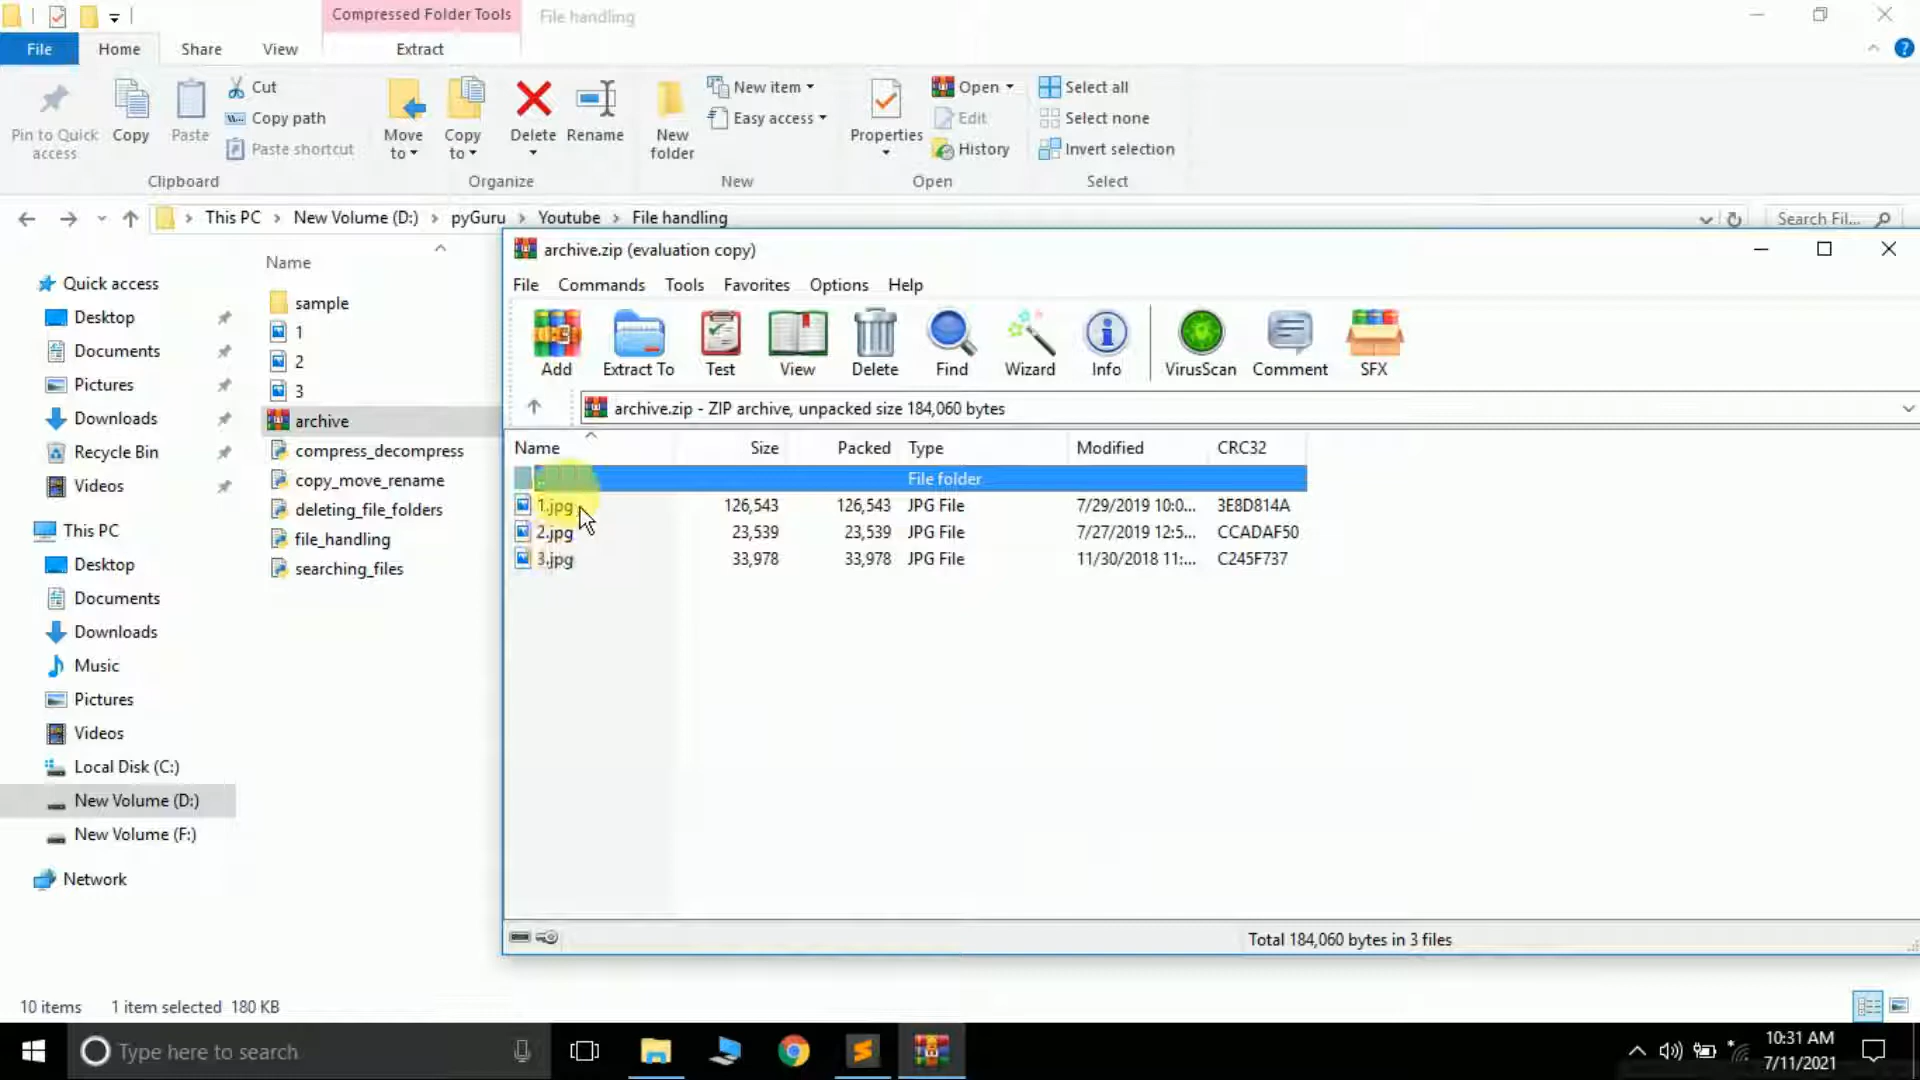 Compressed Folder Tools
File handling
File Home Share View Extract
Pin to Quick access
Copy
Paste
Cut
Copy path
Paste shortcut
Clipboard
Move to
Copy to
Delete
Rename
Organize
New folder
New item
Easy access
New
Properties
Open
Edit
History
Open
Select all
Select none
Invert selection
Select
This PC > New Volume (D:) > pyGuru > Youtube > File handling
Search Fil...
Quick access
Desktop
Documents
Pictures
Downloads
Recycle Bin
Videos
This PC
Desktop
Documents
Downloads
Music
Pictures
Videos
Local Disk (C:)
New Volume (D:)
New Volume (F:)
Network
Name
sample
1
2
3
archive
compress_decompress
copy_move_rename
deleting_file_folders
file_handling
searching_files
archive.zip (evaluation copy)
File Commands Tools Favorites Options Help
Add Extract To Test View Delete Find Wizard Info VirusScan Comment SFX
archive.zip - ZIP archive, unpacked size 184,060 bytes
Name Size Packed Type Modified CRC32
File folder
1.jpg 126,543 126,543 JPG File 7/29/2019 10:0... 3E8D814A
2.jpg 23,539 23,539 JPG File 7/27/2019 12:5... CCADAF50
3.jpg 33,978 33,978 JPG File 11/30/2018 11:... C245F737
Total 184,060 bytes in 3 files
10 items 1 item selected 180 KB
Type here to search
10:31 AM
7/11/2021